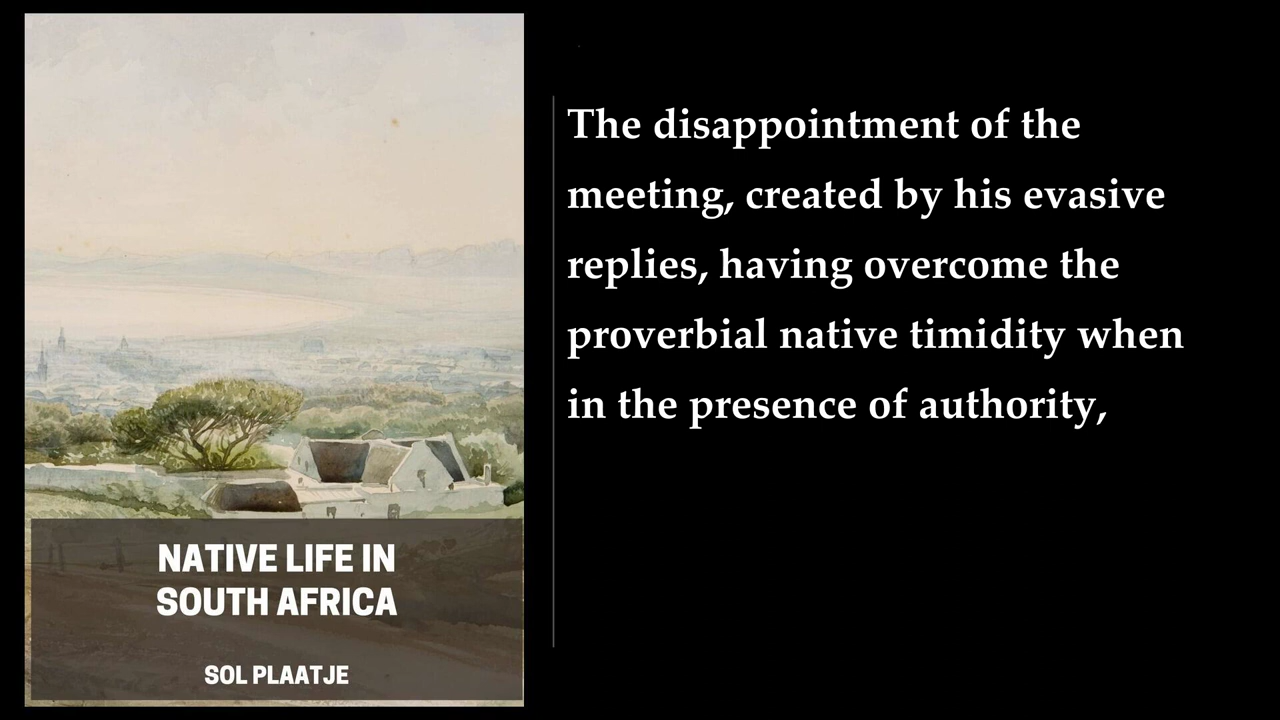 The disappointment of the
meeting, created by his evasive
replies, having overcome the
proverbial native timidity when
in the presence of authority,
NATIVE LIFE IN
SOUTH AFRICA
SOL PLAATJE